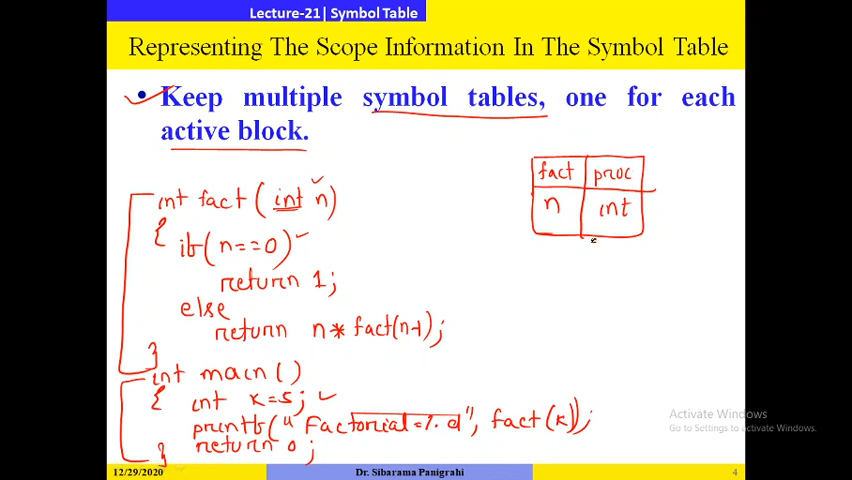 Lecture-21| Symbol Table
Representing The Scope Information In The Symbol Table
• Keep multiple symbol tables, one for each
active block.
fact proc
n int
int fact ( int n)
{ if( n==0)
return 1;
else
return n * fact(n-1);
}
int main ( )
{ int k=5;
printf(" Factorial=%d", fact(k));
return 0;
}
Activate Windows
Go to Settings to Activate Windows.
12/29/2020 Dr. Sibarama Panigrahi 4